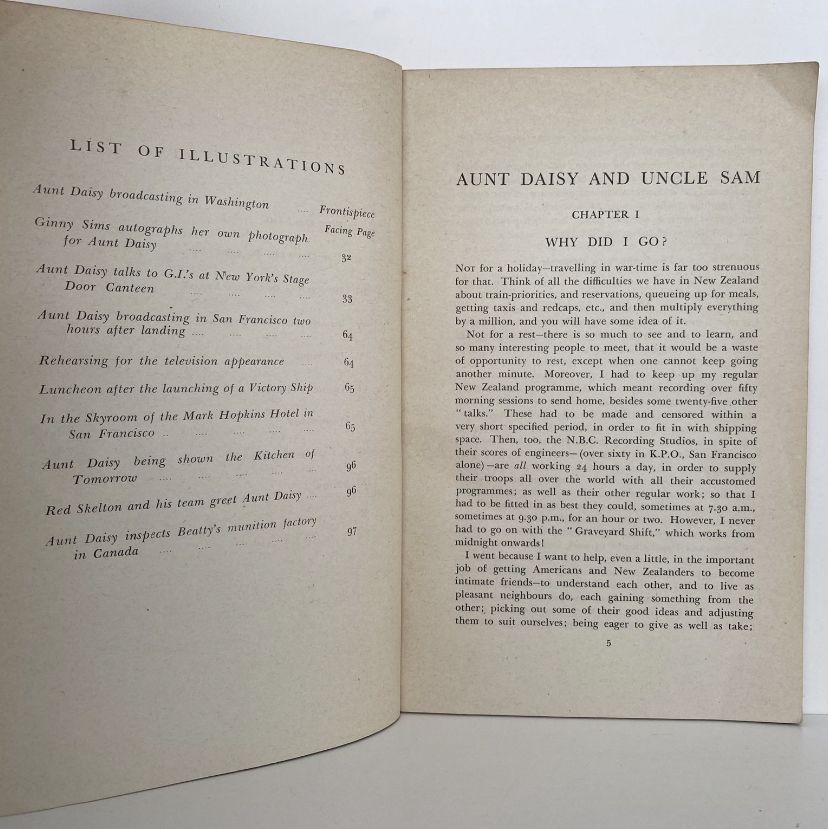 LIST OF ILLUSTRATIONS
Aunt Daisy broadcasting in Washington .... Frontispiece
Facing Page
Ginny Sims autographs her own photograph
for Aunt Daisy .... .... .... .... 32
Aunt Daisy talks to G.I.'s at New York's Stage
Door Canteen .... .... .... .... 33
Aunt Daisy broadcasting in San Francisco two
hours after landing .... .... .... .... 64
Rehearsing for the television appearance 64
Luncheon after the launching of a Victory Ship 65
In the Skyroom of the Mark Hopkins Hotel in
San Francisco .. .... .... .... .... 65
Aunt Daisy being shown the Kitchen of
Tomorrow .... .... .... .... .... 96
Red Skelton and his team greet Aunt Daisy .... 96
Aunt Daisy inspects Beatty's munition factory
in Canada .... .... .... .... .... 97
AUNT DAISY AND UNCLE SAM
CHAPTER I
WHY DID I GO?
NOT for a holiday—travelling in war-time is far too strenuous
for that. Think of all the difficulties we have in New Zealand
about train-priorities, and reservations, queueing up for meals,
getting taxis and redcaps, etc., and then multiply everything
by a million, and you will have some idea of it.
Not for a rest—there is so much to see and to learn, and
so many interesting people to meet, that it would be a waste
of opportunity to rest, except when one cannot keep going
another minute. Moreover, I had to keep up my regular
New Zealand programme, which meant recording over fifty
morning sessions to send home, besides some twenty-five other
"talks." These had to be made and censored within a
very short specified period, in order to fit in with shipping
space. Then, too, the N.B.C. Recording Studios, in spite of
their scores of engineers—(over sixty in K.P.O., San Francisco
alone)—are all working 24 hours a day, in order to supply
their troops all over the world with all their accustomed
programmes; as well as their other regular work; so that I
had to be fitted in as best they could, sometimes at 7.30 a.m.,
sometimes at 9.30 p.m., for an hour or two. However, I never
had to go on with the "Graveyard Shift," which works from
midnight onwards!
I went because I want to help, even a little, in the important
job of getting Americans and New Zealanders to become
intimate friends—to understand each other, and to live as
pleasant neighbours do, each gaining something from the
other; picking out some of their good ideas and adjusting
them to suit ourselves; being eager to give as well as take;
5